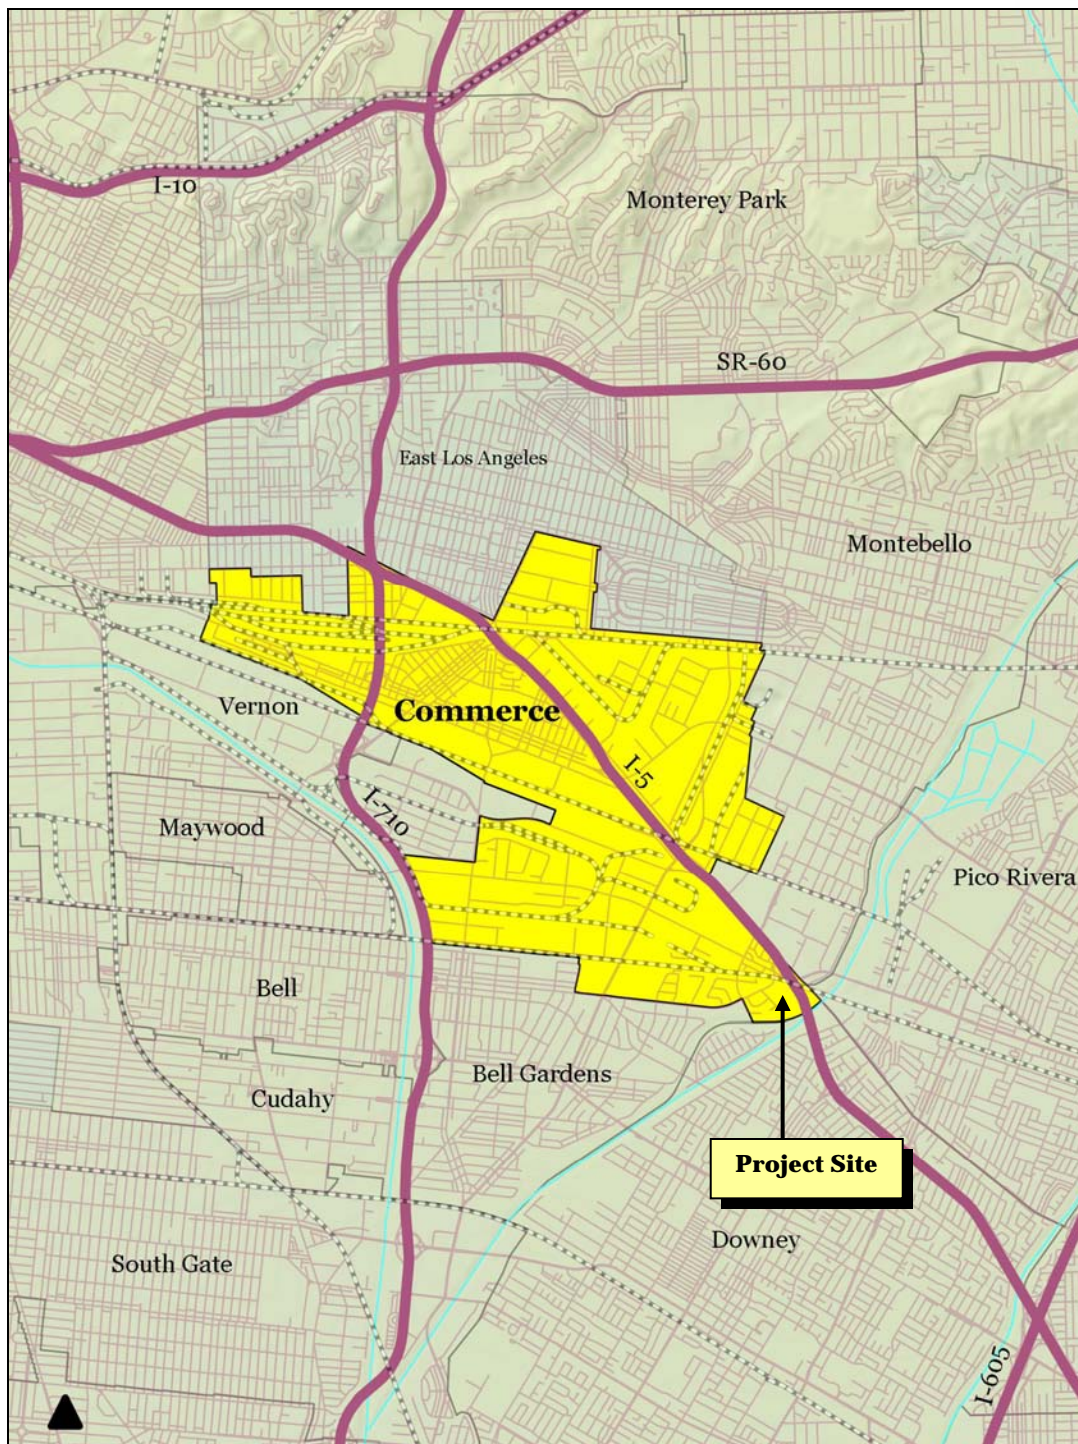 I-10
Monterey Park
SR-60
East Los Angeles
Montebello
Vernon
Commerce
I-5
I-710
Maywood
Pico Rivera
Bell
Bell Gardens
Cudahy
Project Site
Downey
South Gate
I-605